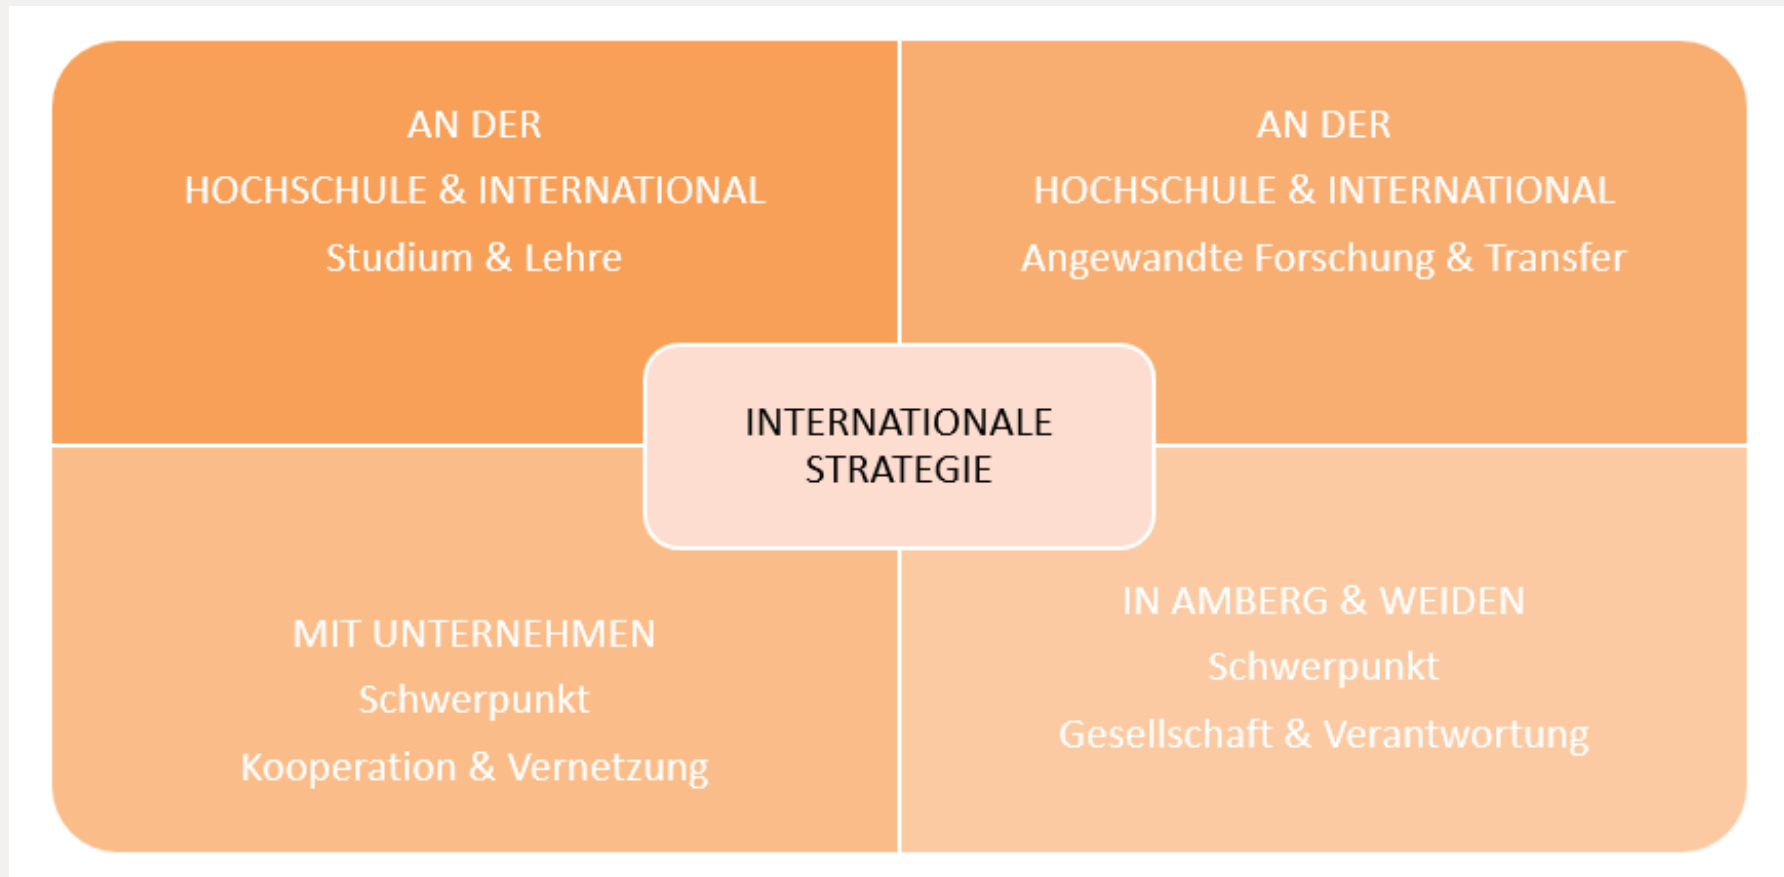 AN DER
HOCHSCHULE & INTERNATIONAL
Studium & Lehre
AN DER
HOCHSCHULE & INTERNATIONAL
Angewandte Forschung & Transfer
INTERNATIONALE
STRATEGIE
MIT UNTERNEHMEN
Schwerpunkt
Kooperation & Vernetzung
IN AMBERG & WEIDEN
Schwerpunkt
Gesellschaft & Verantwortung